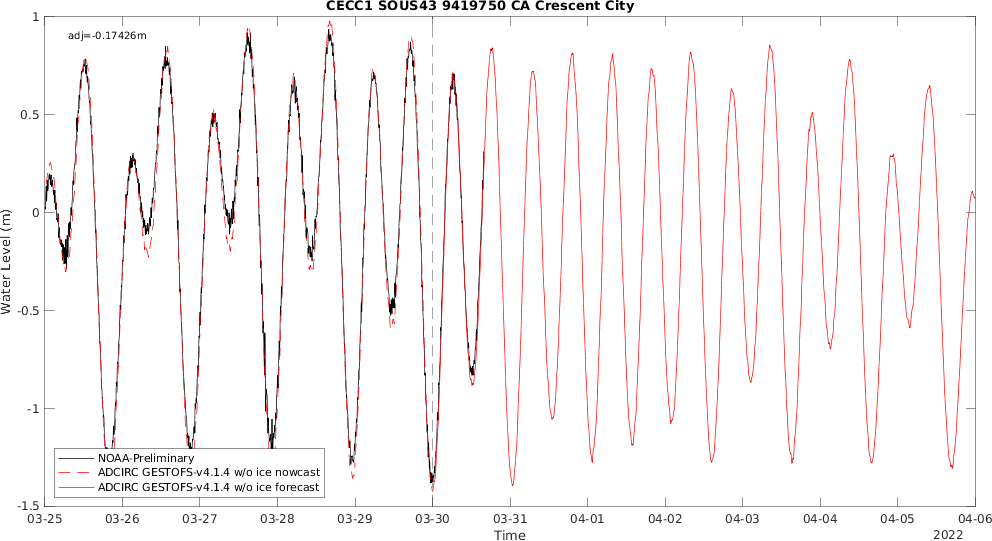 CECC1 SOUS43 9419750 CA Crescent City
adj=-0.17426m
1
0.5
0
-0.5
-1
-1.5
Water Level (m)
NOAA-Preliminary
ADCIRC GESTOFS-v4.1.4 w/o ice nowcast
ADCIRC GESTOFS-v4.1.4 w/o ice forecast
03-25 03-26 03-27 03-28 03-29 03-30 03-31 04-01 04-02 04-03 04-04 04-05 04-06
Time
2022